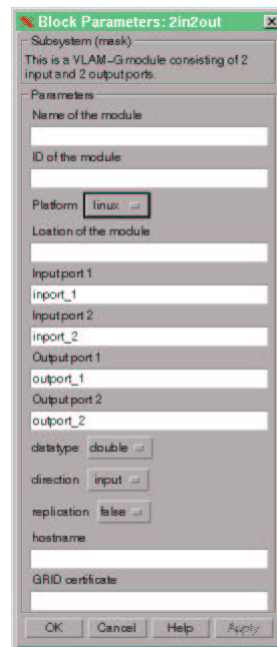 Block Parameters: 2in2out
Subsystem (mask)
This is a VLAM-G module consisting of 2
input and 2 output ports.
Parameters
Name of the module
ID of the module
Platform linux
Loation of the module
Input port 1
inport_1
Input port 2
inport_2
Output port 1
outport_1
Output port 2
outport_2
datatype double
direction input
replication false
hostname
GRID certificate
OK Cancel Help Apply